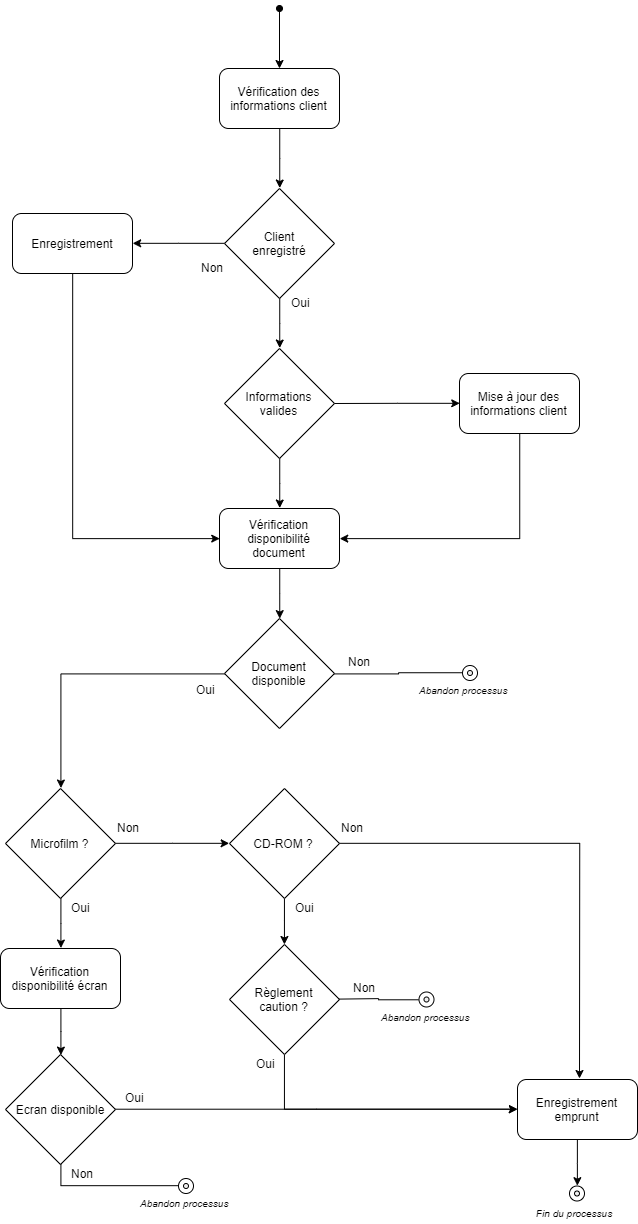 Vérification des
informations client
Client
enregistré
Enregistrement
Non
Oui
Informations
valides
Mise à jour des
informations client
Vérification
disponibilité
document
Document
disponible
Non
Oui
Abandon processus
Microfilm ?
Non
CD-ROM ?
Non
Oui
Oui
Vérification
disponibilité écran
Règlement
caution ?
Non
Abandon processus
Oui
Ecran disponible
Oui
Enregistrement
emprunt
Non
Abandon processus
Fin du processus